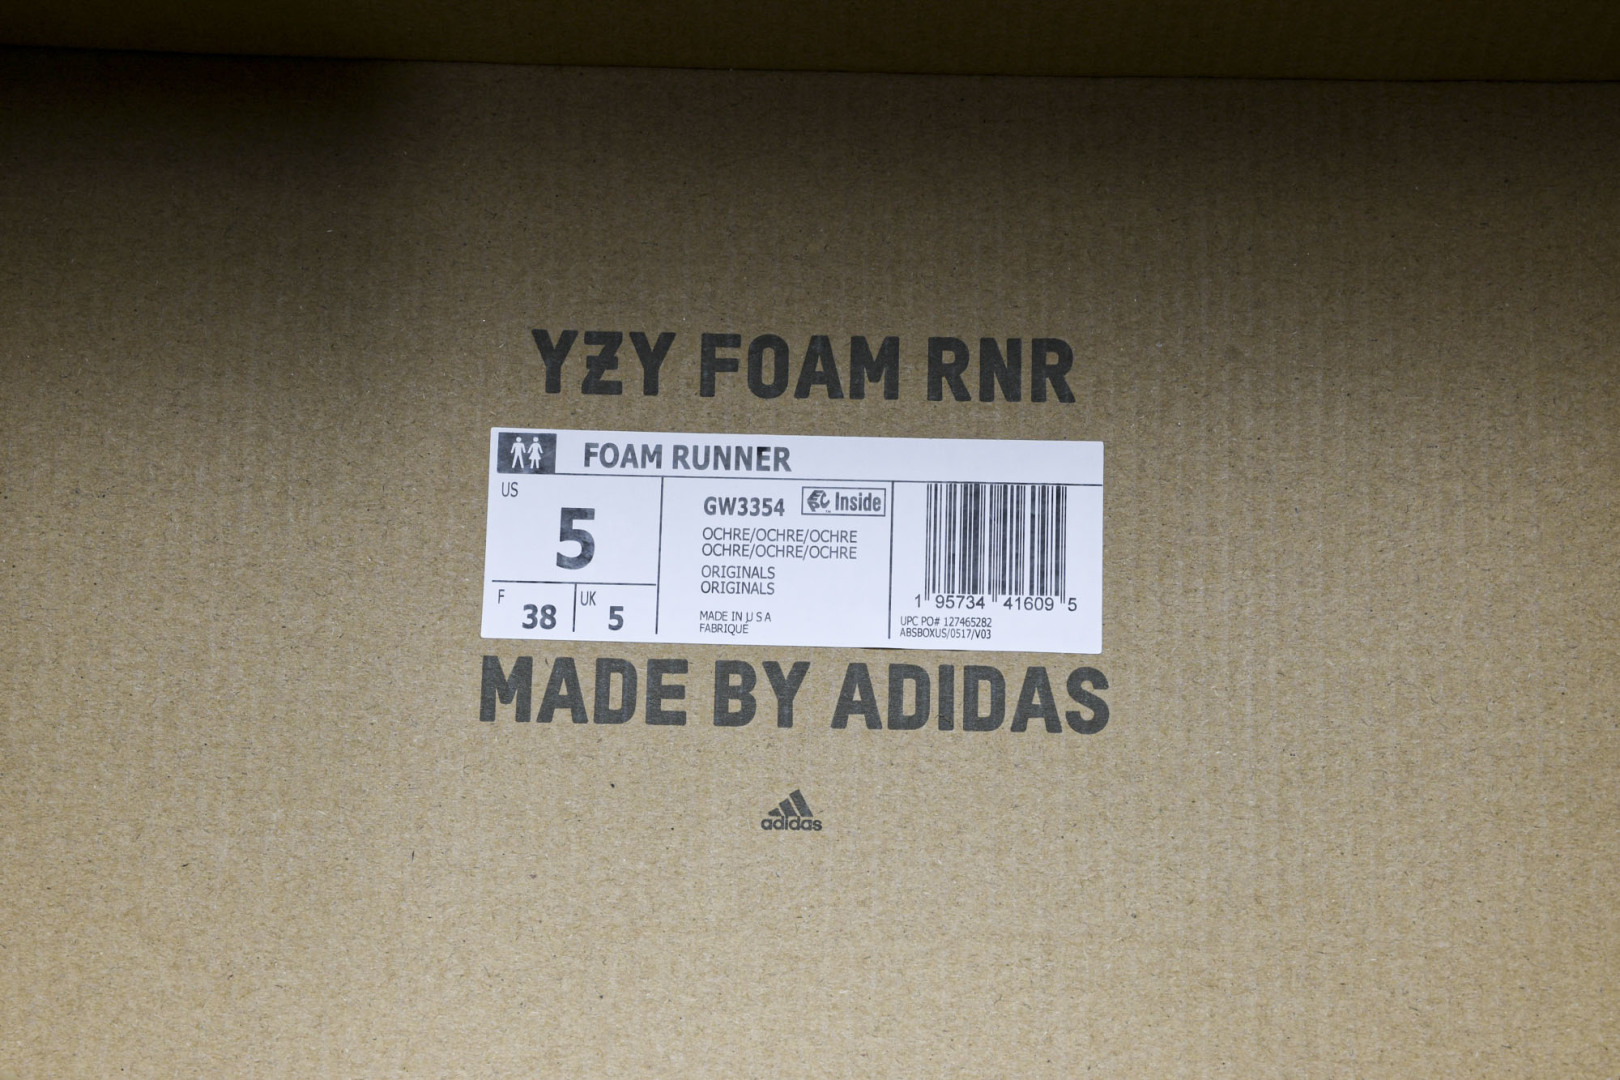 YZY FOAM RNR
FOAM RUNNER
US
5
F
38
UK
5
GW3354
Inside
OCHRE/OCHRE/OCHRE
OCHRE/OCHRE/OCHRE
ORIGINALS
ORIGINALS
MADE IN U S A
FABRIQUE
1 95734 41609 5
UPC PO# 127465282
ABSBOXUS/0517/V03
MADE BY ADIDAS
adidas